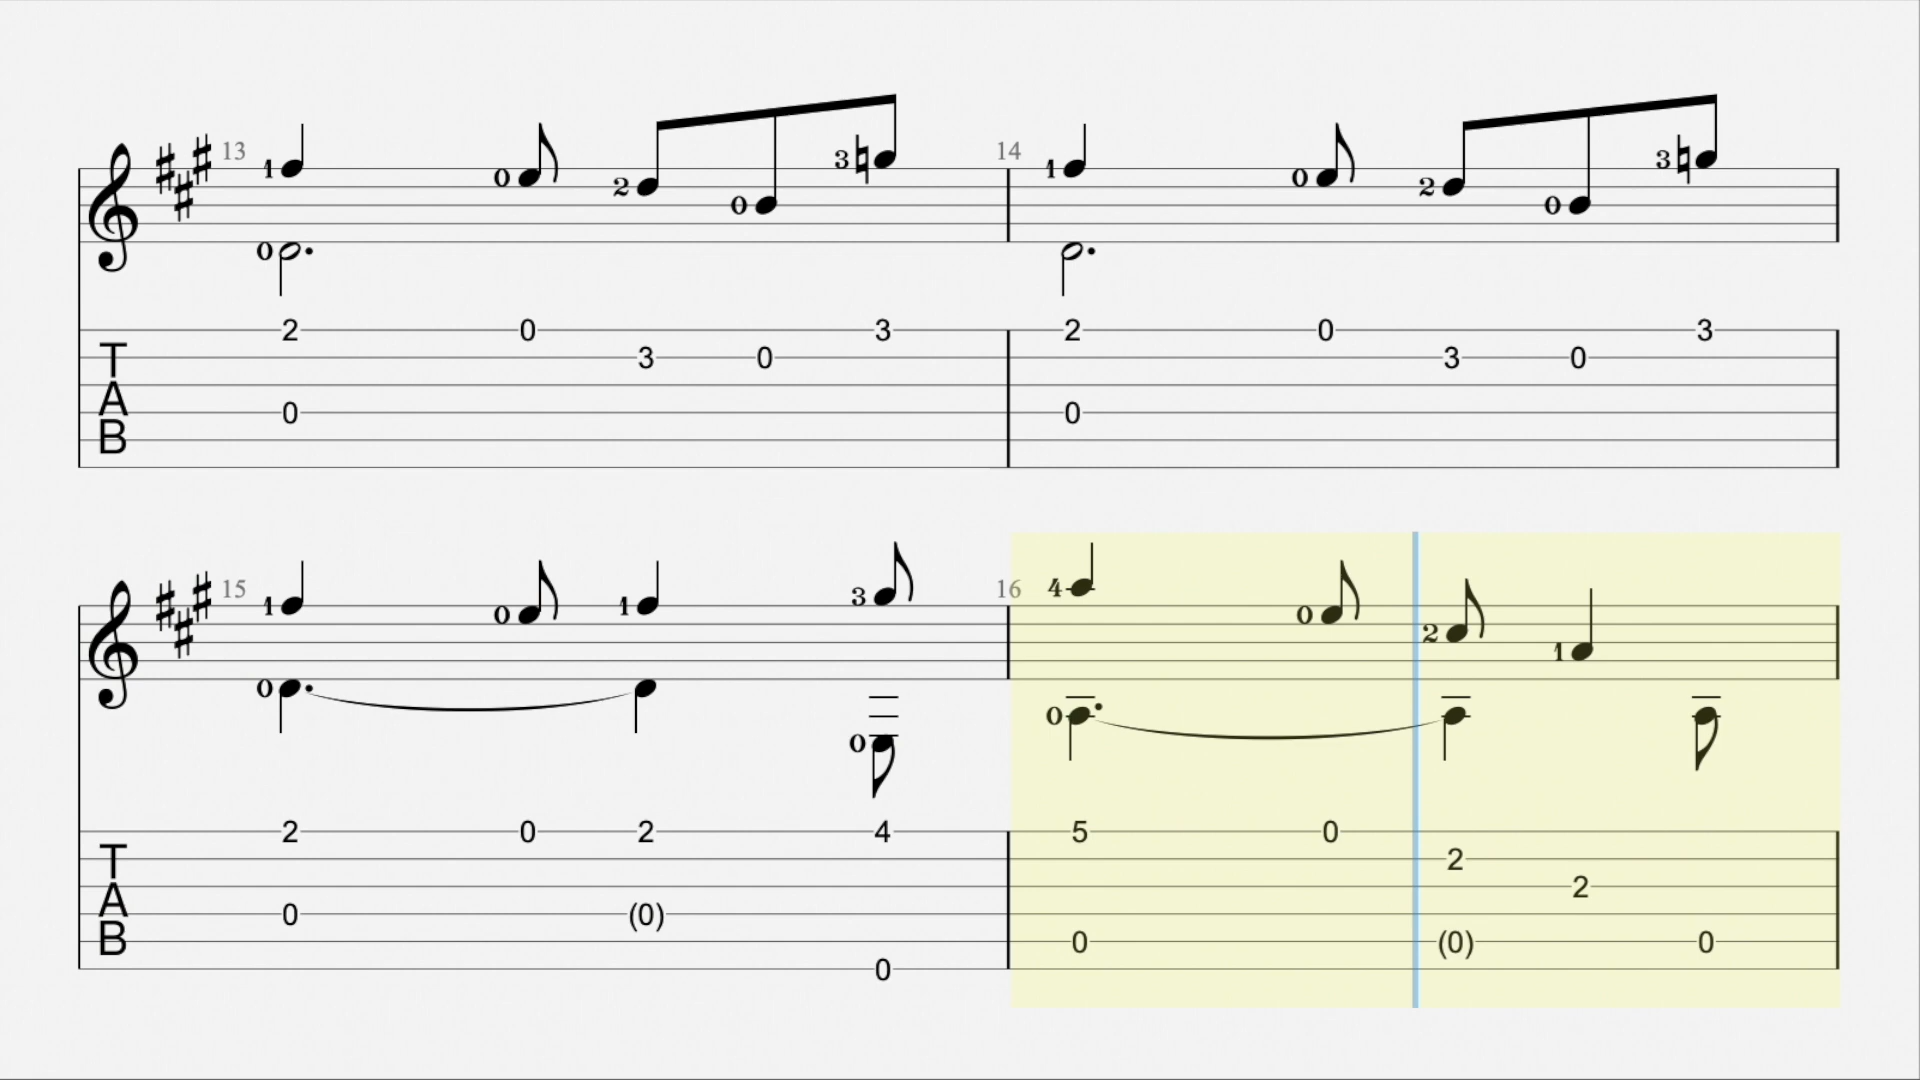 13 14
1 0 2 0 3 1 0 2 0 3
0
T A B
2 0 3 2 0 3
3 0 3 0
0 0
15 16
1 0 1 3 4 0 2 1
0 0 0
T A B
2 0 2 4 5 0
2
2
0 (0)
0 (0) 0
0